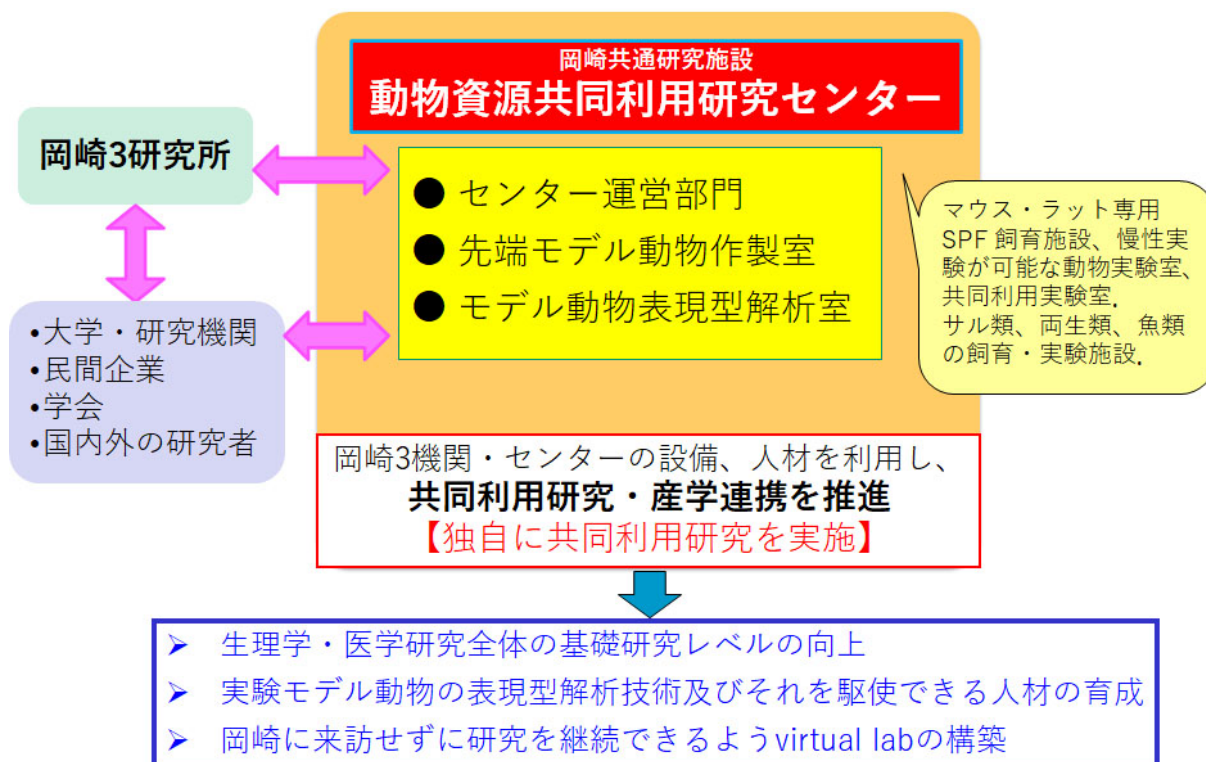 岡崎共通研究施設
動物資源共同利用研究センター
岡崎3研究所
● センター運営部門
● 先端モデル動物作製室
● モデル動物表現型解析室
マウス・ラット専用
SPF 飼育施設、慢性実
験が可能な動物実験室、
共同利用実験室.
サル類、両生類、魚類
の飼育・実験施設.
•大学・研究機関
•民間企業
•学会
•国内外の研究者
岡崎3機関・センターの設備、人材を利用し、
共同利用研究・産学連携を推進
【独自に共同利用研究を実施】
➢ 生理学・医学研究全体の基礎研究レベルの向上
➢ 実験モデル動物の表現型解析技術及びそれを駆使できる人材の育成
➢ 岡崎に来訪せずに研究を継続できるようvirtual labの構築